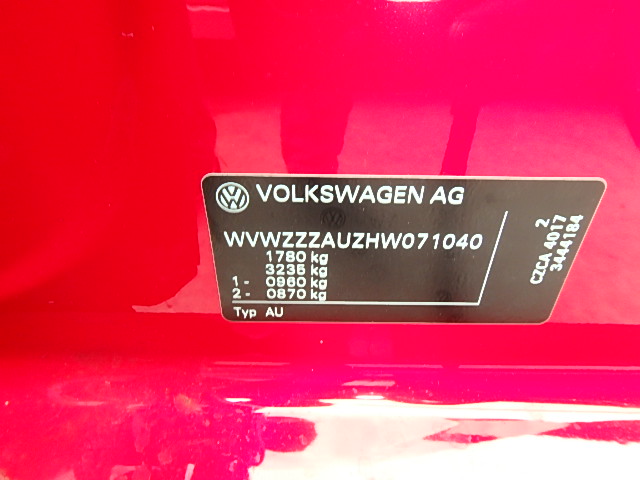 VOLKSWAGEN AG
WVWZZZAUZHW071040
1780 kg
3235 kg
1 - 0960 kg
2 - 0870 kg
Typ AU
2
CZCA 4017
3444184